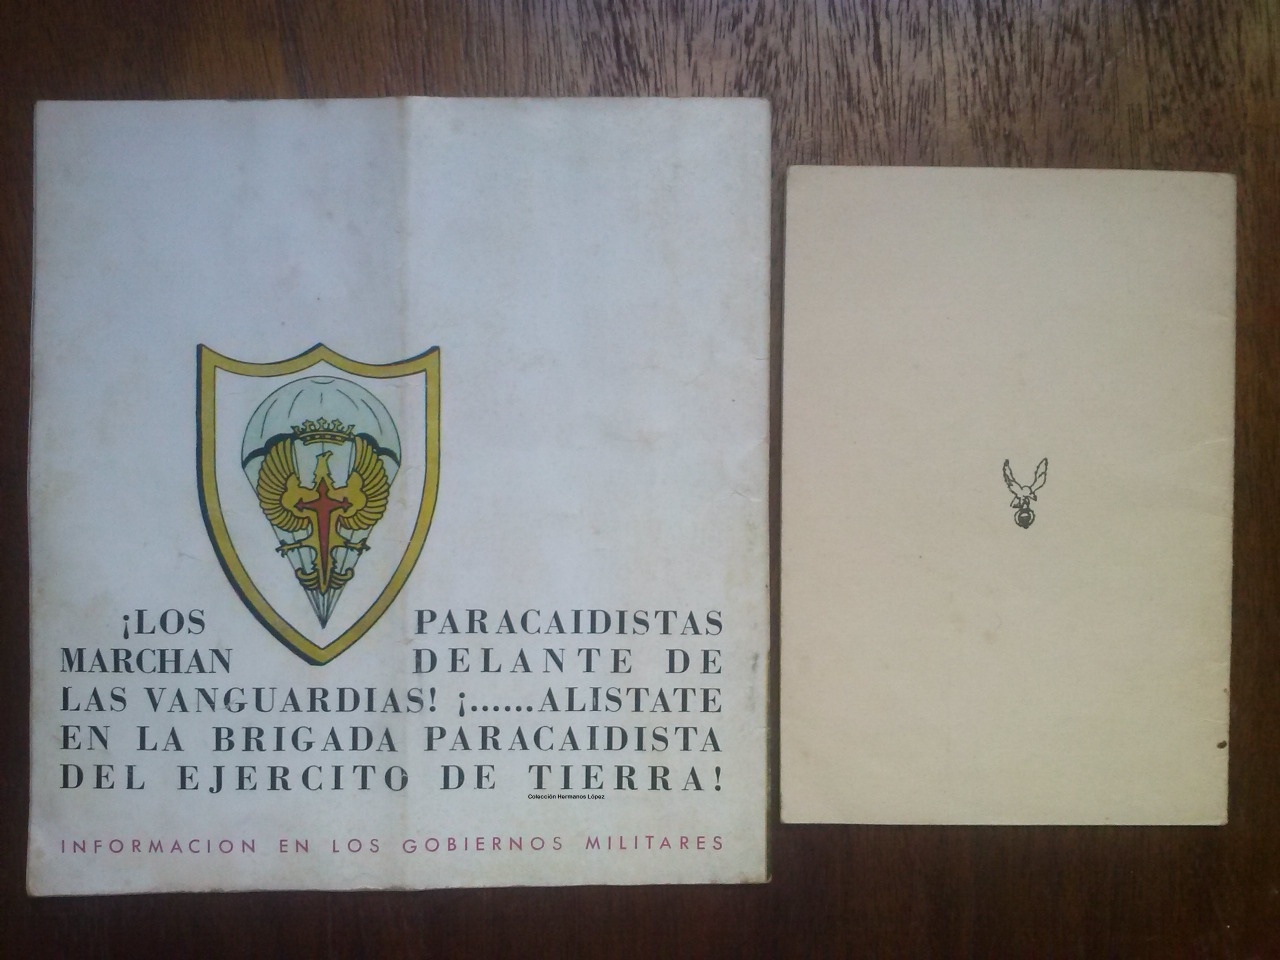 ¡LOS PARACAIDISTAS
MARCHAN DELANTE DE
LAS VANGUARDIAS! ¡......ALISTATE
EN LA BRIGADA PARACAIDISTA
DEL EJERCITO DE TIERRA!
Colección Hermanos López
INFORMACION EN LOS GOBIERNOS MILITARES